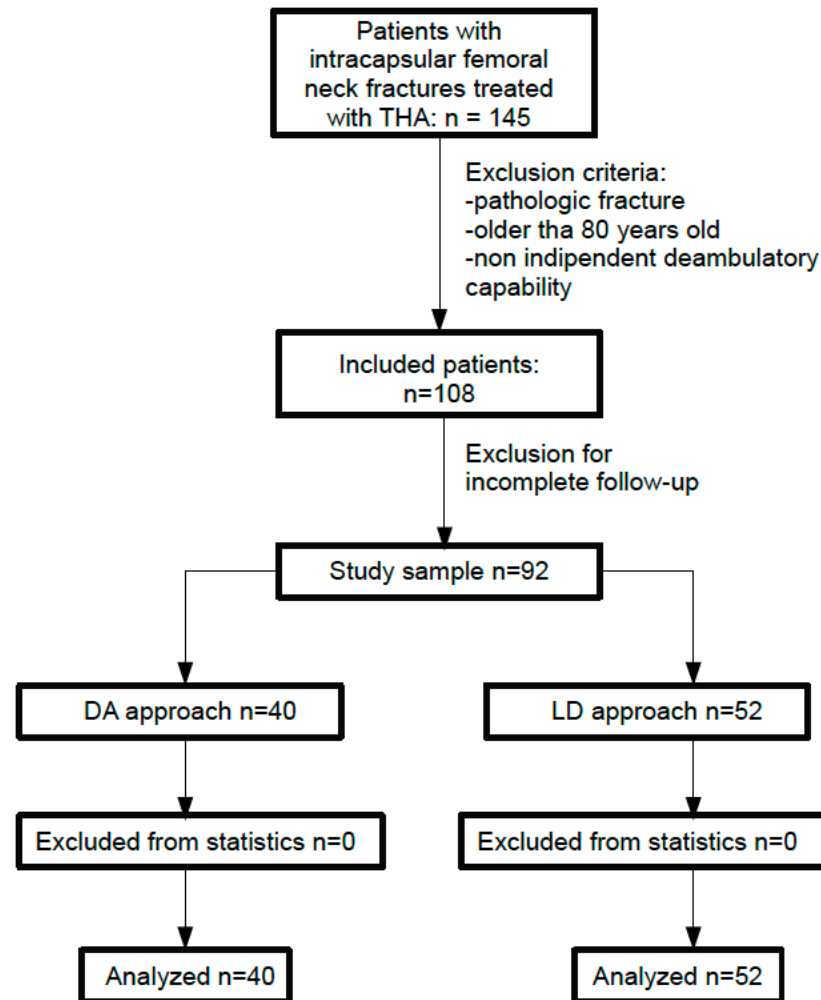 Patients with
intracapsular femoral
neck fractures treated
with THA: n = 145
Exclusion criteria:
-pathologic fracture
-older tha 80 years old
-non indipendent deambulatory
capability
Included patients:
n=108
Exclusion for
incomplete follow-up
Study sample n=92
DA approach n=40
LD approach n=52
Excluded from statistics n=0
Excluded from statistics n=0
Analyzed n=40
Analyzed n=52